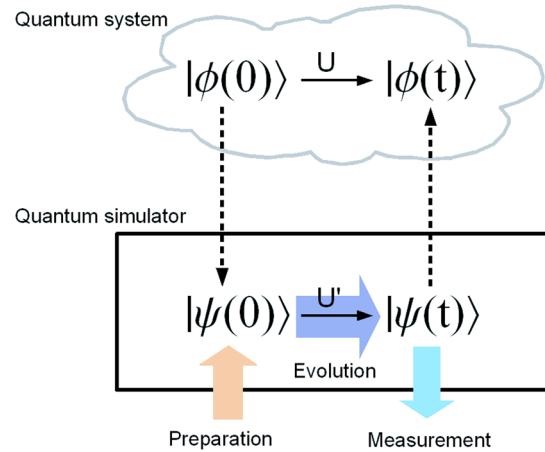 Quantum system
|ϕ(0)⟩ U |ϕ(t)⟩
Quantum simulator
|ψ(0)⟩ U' |ψ(t)⟩
Evolution
Preparation Measurement